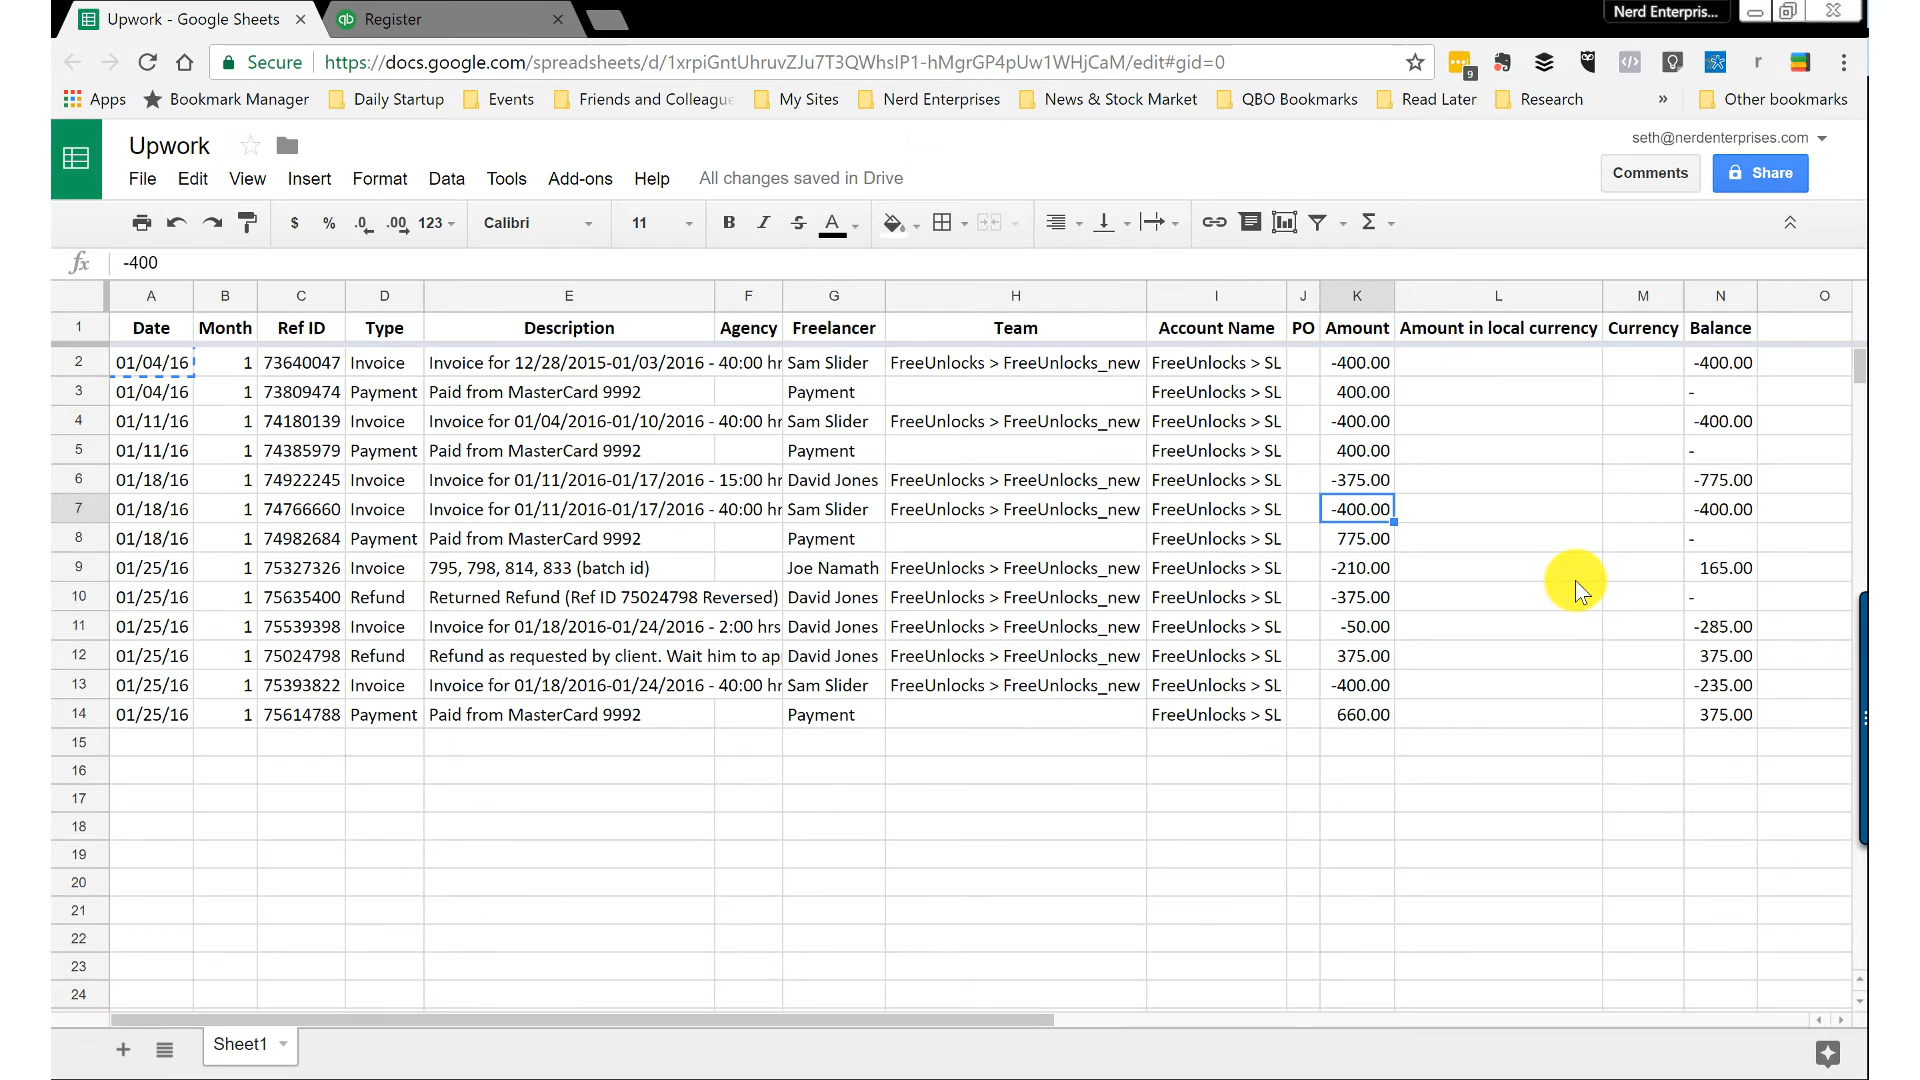 Upwork - Google Sheets × Register × Nerd Enterpris...
Secure https://docs.google.com/spreadsheets/d/1xrpiGntUhruvZJu7T3QWhsIP1-hMgrGP4pUw1WHjCaM/edit#gid=0 9 r
Apps Bookmark Manager Daily Startup Events Friends and Colleagu My Sites Nerd Enterprises News & Stock Market QBO Bookmarks Read Later Research » Other bookmarks
Upwork seth@nerdenterprises.com
File Edit View Insert Format Data Tools Add-ons Help All changes saved in Drive Comments Share
$ % .0 .00 123 Calibri 11 B I S A Σ
fx -400
A B C D E F G H I J K L M N O
1 Date Month Ref ID Type Description Agency Freelancer Team Account Name PO Amount Amount in local currency Currency Balance
2 01/04/16 1 73640047 Invoice Invoice for 12/28/2015-01/03/2016 - 40:00 hr Sam Slider FreeUnlocks > FreeUnlocks_new FreeUnlocks > SL -400.00 -400.00
3 01/04/16 1 73809474 Payment Paid from MasterCard 9992 Payment FreeUnlocks > SL 400.00 -
4 01/11/16 1 74180139 Invoice Invoice for 01/04/2016-01/10/2016 - 40:00 hr Sam Slider FreeUnlocks > FreeUnlocks_new FreeUnlocks > SL -400.00 -400.00
5 01/11/16 1 74385979 Payment Paid from MasterCard 9992 Payment FreeUnlocks > SL 400.00 -
6 01/18/16 1 74922245 Invoice Invoice for 01/11/2016-01/17/2016 - 15:00 hr David Jones FreeUnlocks > FreeUnlocks_new FreeUnlocks > SL -375.00 -775.00
7 01/18/16 1 74766660 Invoice Invoice for 01/11/2016-01/17/2016 - 40:00 hr Sam Slider FreeUnlocks > FreeUnlocks_new FreeUnlocks > SL -400.00 -400.00
8 01/18/16 1 74982684 Payment Paid from MasterCard 9992 Payment FreeUnlocks > SL 775.00 -
9 01/25/16 1 75327326 Invoice 795, 798, 814, 833 (batch id) Joe Namath FreeUnlocks > FreeUnlocks_new FreeUnlocks > SL -210.00 165.00
10 01/25/16 1 75635400 Refund Returned Refund (Ref ID 75024798 Reversed) David Jones FreeUnlocks > FreeUnlocks_new FreeUnlocks > SL -375.00 -
11 01/25/16 1 75539398 Invoice Invoice for 01/18/2016-01/24/2016 - 2:00 hrs David Jones FreeUnlocks > FreeUnlocks_new FreeUnlocks > SL -50.00 -285.00
12 01/25/16 1 75024798 Refund Refund as requested by client. Wait him to ap David Jones FreeUnlocks > FreeUnlocks_new FreeUnlocks > SL 375.00 375.00
13 01/25/16 1 75393822 Invoice Invoice for 01/18/2016-01/24/2016 - 40:00 hr Sam Slider FreeUnlocks > FreeUnlocks_new FreeUnlocks > SL -400.00 -235.00
14 01/25/16 1 75614788 Payment Paid from MasterCard 9992 Payment FreeUnlocks > SL 660.00 375.00
15
16
17
18
19
20
21
22
23
24
+ Sheet1